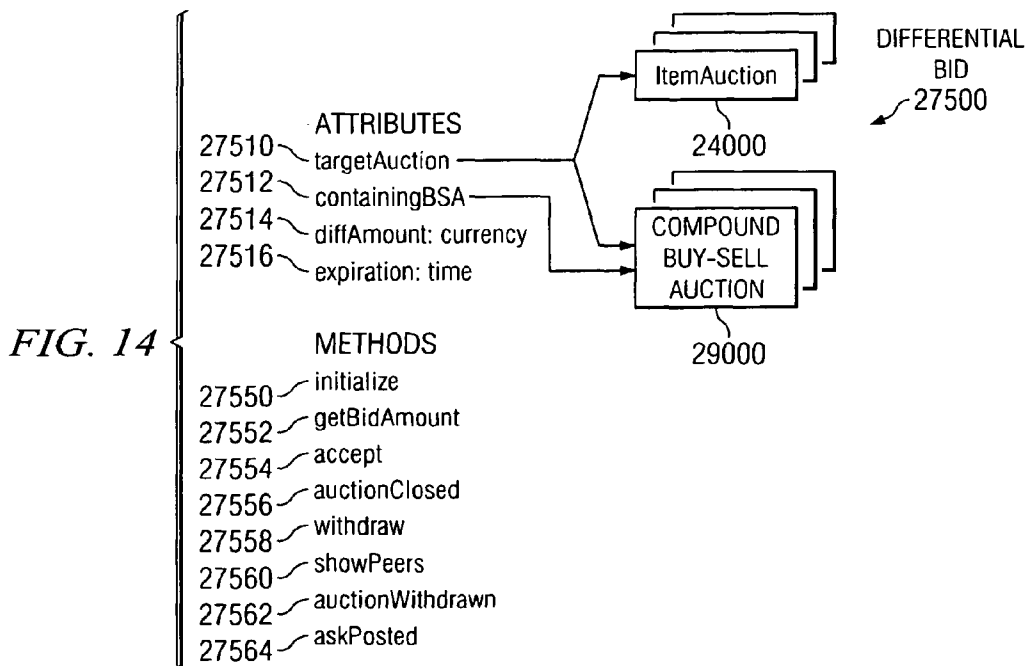 DIFFERENTIAL
BID
27500
ItemAuction
24000
ATTRIBUTES
27510 targetAuction
27512 containingBSA
27514 diffAmount: currency
27516 expiration: time
COMPOUND
BUY-SELL
AUCTION
29000
FIG. 14
METHODS
27550 initialize
27552 getBidAmount
27554 accept
27556 auctionClosed
27558 withdraw
27560 showPeers
27562 auctionWithdrawn
27564 askPosted